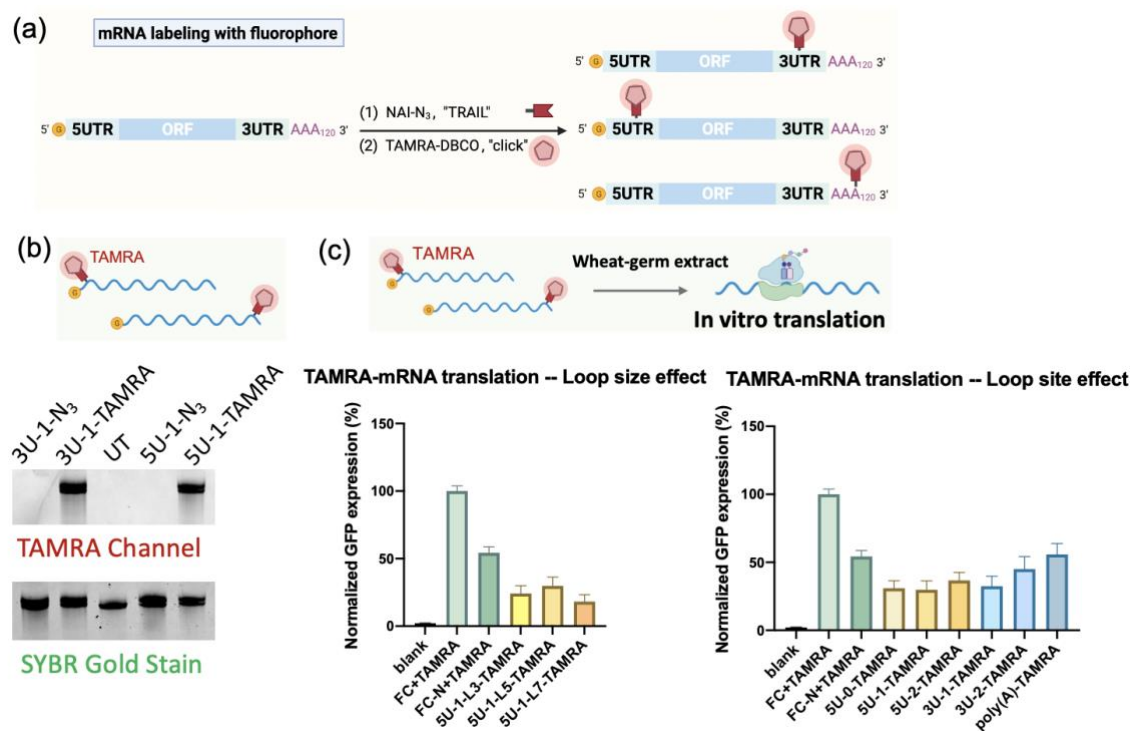 (a)
mRNA labeling with fluorophore
5' G 5UTR ORF 3UTR AAA120 3'
(1) NAI-N3, "TRAIL"
(2) TAMRA-DBCO, "click"
5' G 5UTR ORF 3UTR AAA120 3'
5' G 5UTR ORF 3UTR AAA120 3'
5' G 5UTR ORF 3UTR AAA120 3'
(b)
TAMRA
G
G
3U-1-N3
3U-1-TAMRA
UT
5U-1-N3
5U-1-TAMRA
TAMRA Channel
SYBR Gold Stain
(c)
TAMRA
G
G
Wheat-germ extract
In vitro translation
TAMRA-mRNA translation -- Loop size effect
Normalized GFP expression (%)
150
100
50
0
blank
FC+TAMRA
FC-N+TAMRA
5U-1-L3-TAMRA
5U-1-L5-TAMRA
5U-1-L7-TAMRA
TAMRA-mRNA translation -- Loop site effect
Normalized GFP expression (%)
150
100
50
0
blank
FC+TAMRA
FC-N+TAMRA
5U-0-TAMRA
5U-1-TAMRA
5U-2-TAMRA
3U-1-TAMRA
3U-2-TAMRA
poly(A)-TAMRA